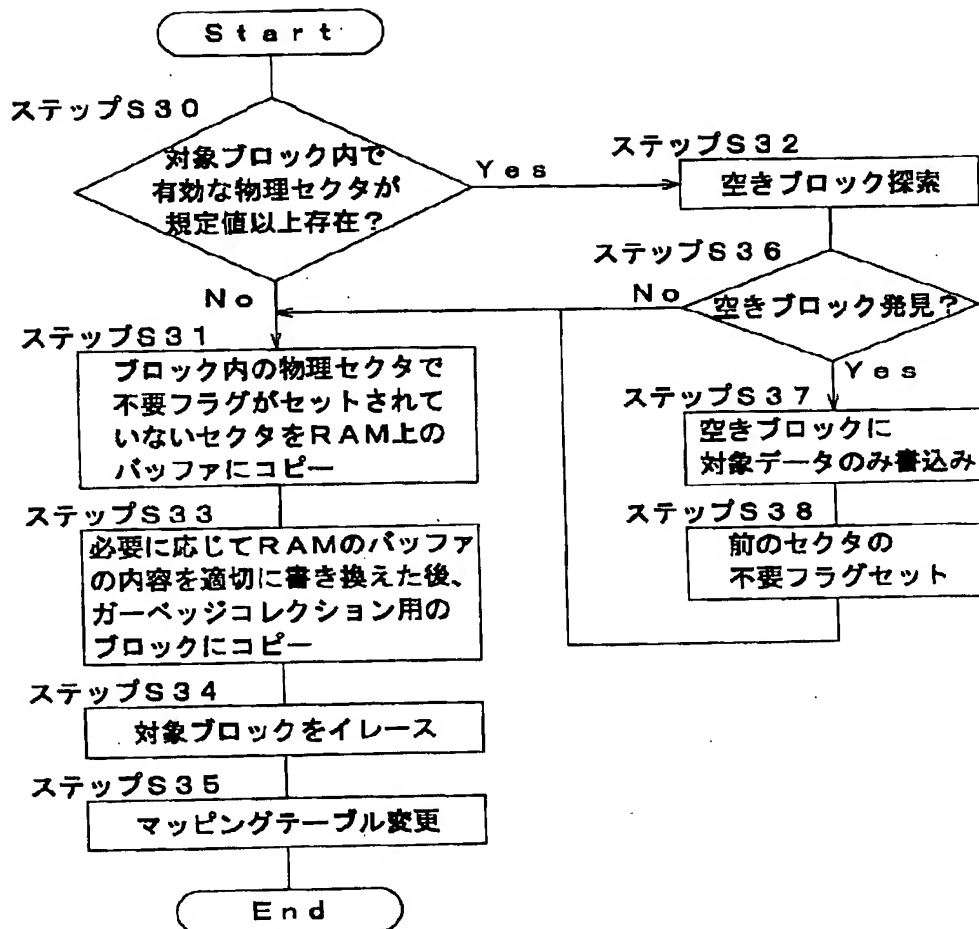 Start
ステップS30
対象ブロック内で
有効な物理セクタが
規定値以上存在?
Yes
No
ステップS32
空きブロック探索
ステップS36
空きブロック発見?
No
Yes
ステップS31
ブロック内の物理セクタで
不要フラグがセットされて
いないセクタをRAM上の
バッファにコピー
ステップS37
空きブロックに
対象データのみ書込み
ステップS38
前のセクタの
不要フラグセット
ステップS33
必要に応じてRAMのバッファ
の内容を適切に書き換えた後、
ガーベッジコレクション用の
ブロックにコピー
ステップS34
対象ブロックをイレース
ステップS35
マッピングテーブル変更
End